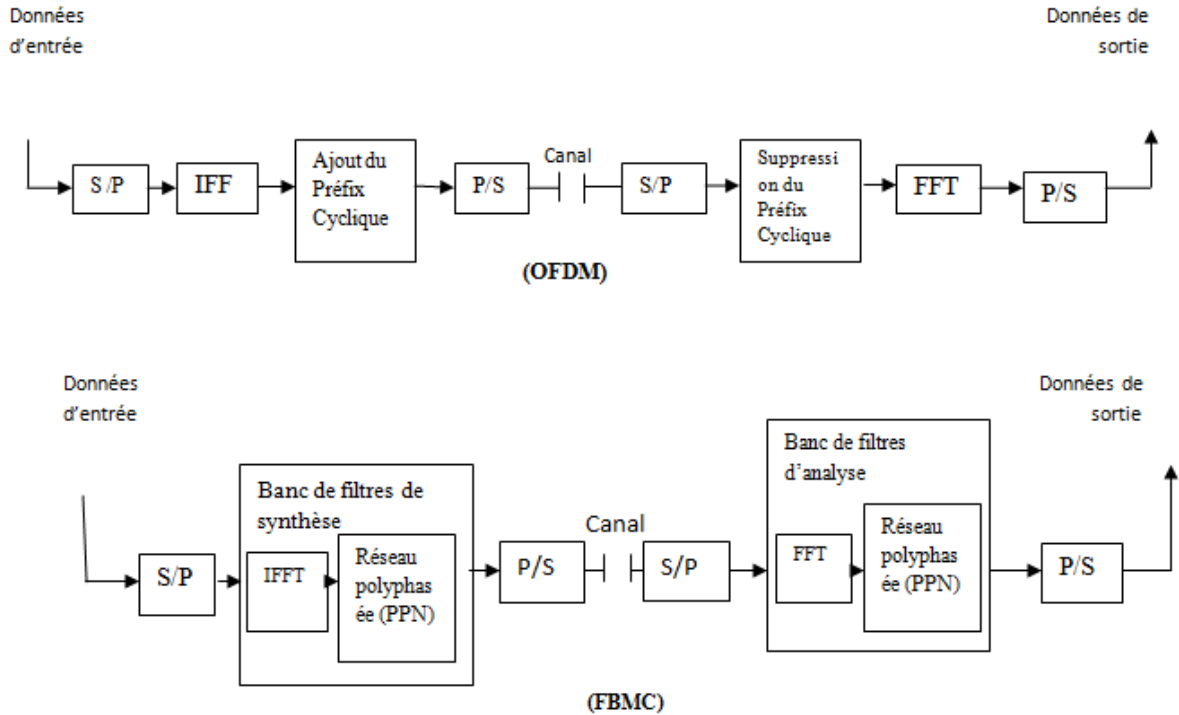 Données
d'entrée
Données de
sortie
S/P
IFF
Ajout du
Préfix
Cyclique
P/S
Canal
S/P
Suppressi
on du
Préfix
Cyclique
FFT
P/S
(OFDM)
Données
d'entrée
Données de
sortie
S/P
Banc de filtres de
synthèse
IFFT
Réseau
polyphas
ée (PPN)
P/S
Canal
S/P
Banc de filtres
d'analyse
FFT
Réseau
polyphas
ée (PPN)
P/S
(FBMC)